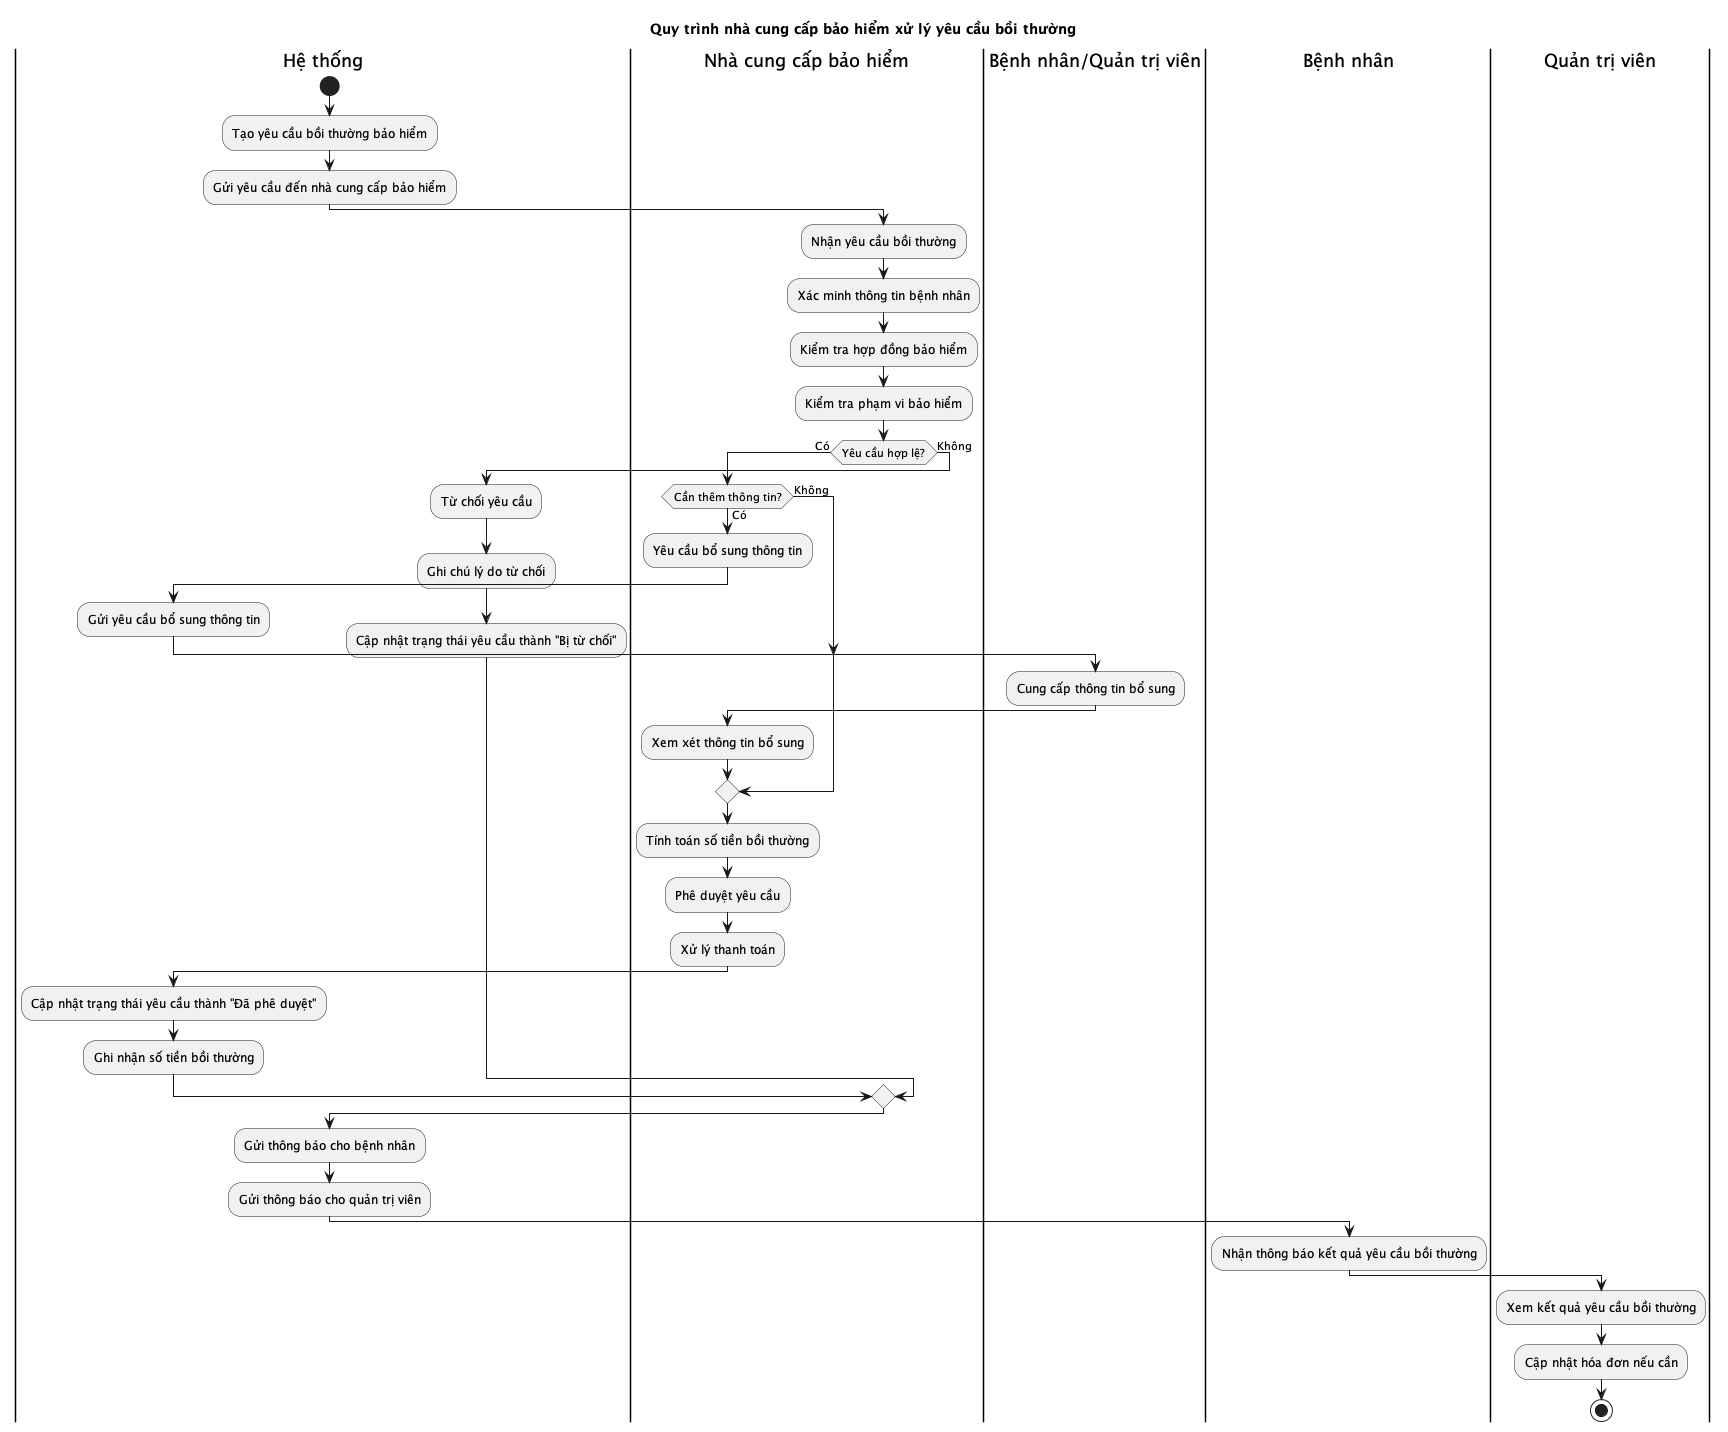 Quy trình nhà cung cấp bảo hiểm xử lý yêu cầu bồi thường
Hệ thống
Nhà cung cấp bảo hiểm
Bệnh nhân/Quản trị viên
Bệnh nhân
Quản trị viên
Tạo yêu cầu bồi thường bảo hiểm
Gửi yêu cầu đến nhà cung cấp bảo hiểm
Nhận yêu cầu bồi thường
Xác minh thông tin bệnh nhân
Kiểm tra hợp đồng bảo hiểm
Kiểm tra phạm vi bảo hiểm
Có
Yêu cầu hợp lệ?
Không
Từ chối yêu cầu
Cần thêm thông tin?
Không
Có
Yêu cầu bổ sung thông tin
Ghi chú lý do từ chối
Gửi yêu cầu bổ sung thông tin
Cập nhật trạng thái yêu cầu thành "Bị từ chối"
Cung cấp thông tin bổ sung
Xem xét thông tin bổ sung
Tính toán số tiền bồi thường
Phê duyệt yêu cầu
Xử lý thanh toán
Cập nhật trạng thái yêu cầu thành "Đã phê duyệt"
Ghi nhận số tiền bồi thường
Gửi thông báo cho bệnh nhân
Gửi thông báo cho quản trị viên
Nhận thông báo kết quả yêu cầu bồi thường
Xem kết quả yêu cầu bồi thường
Cập nhật hóa đơn nếu cần